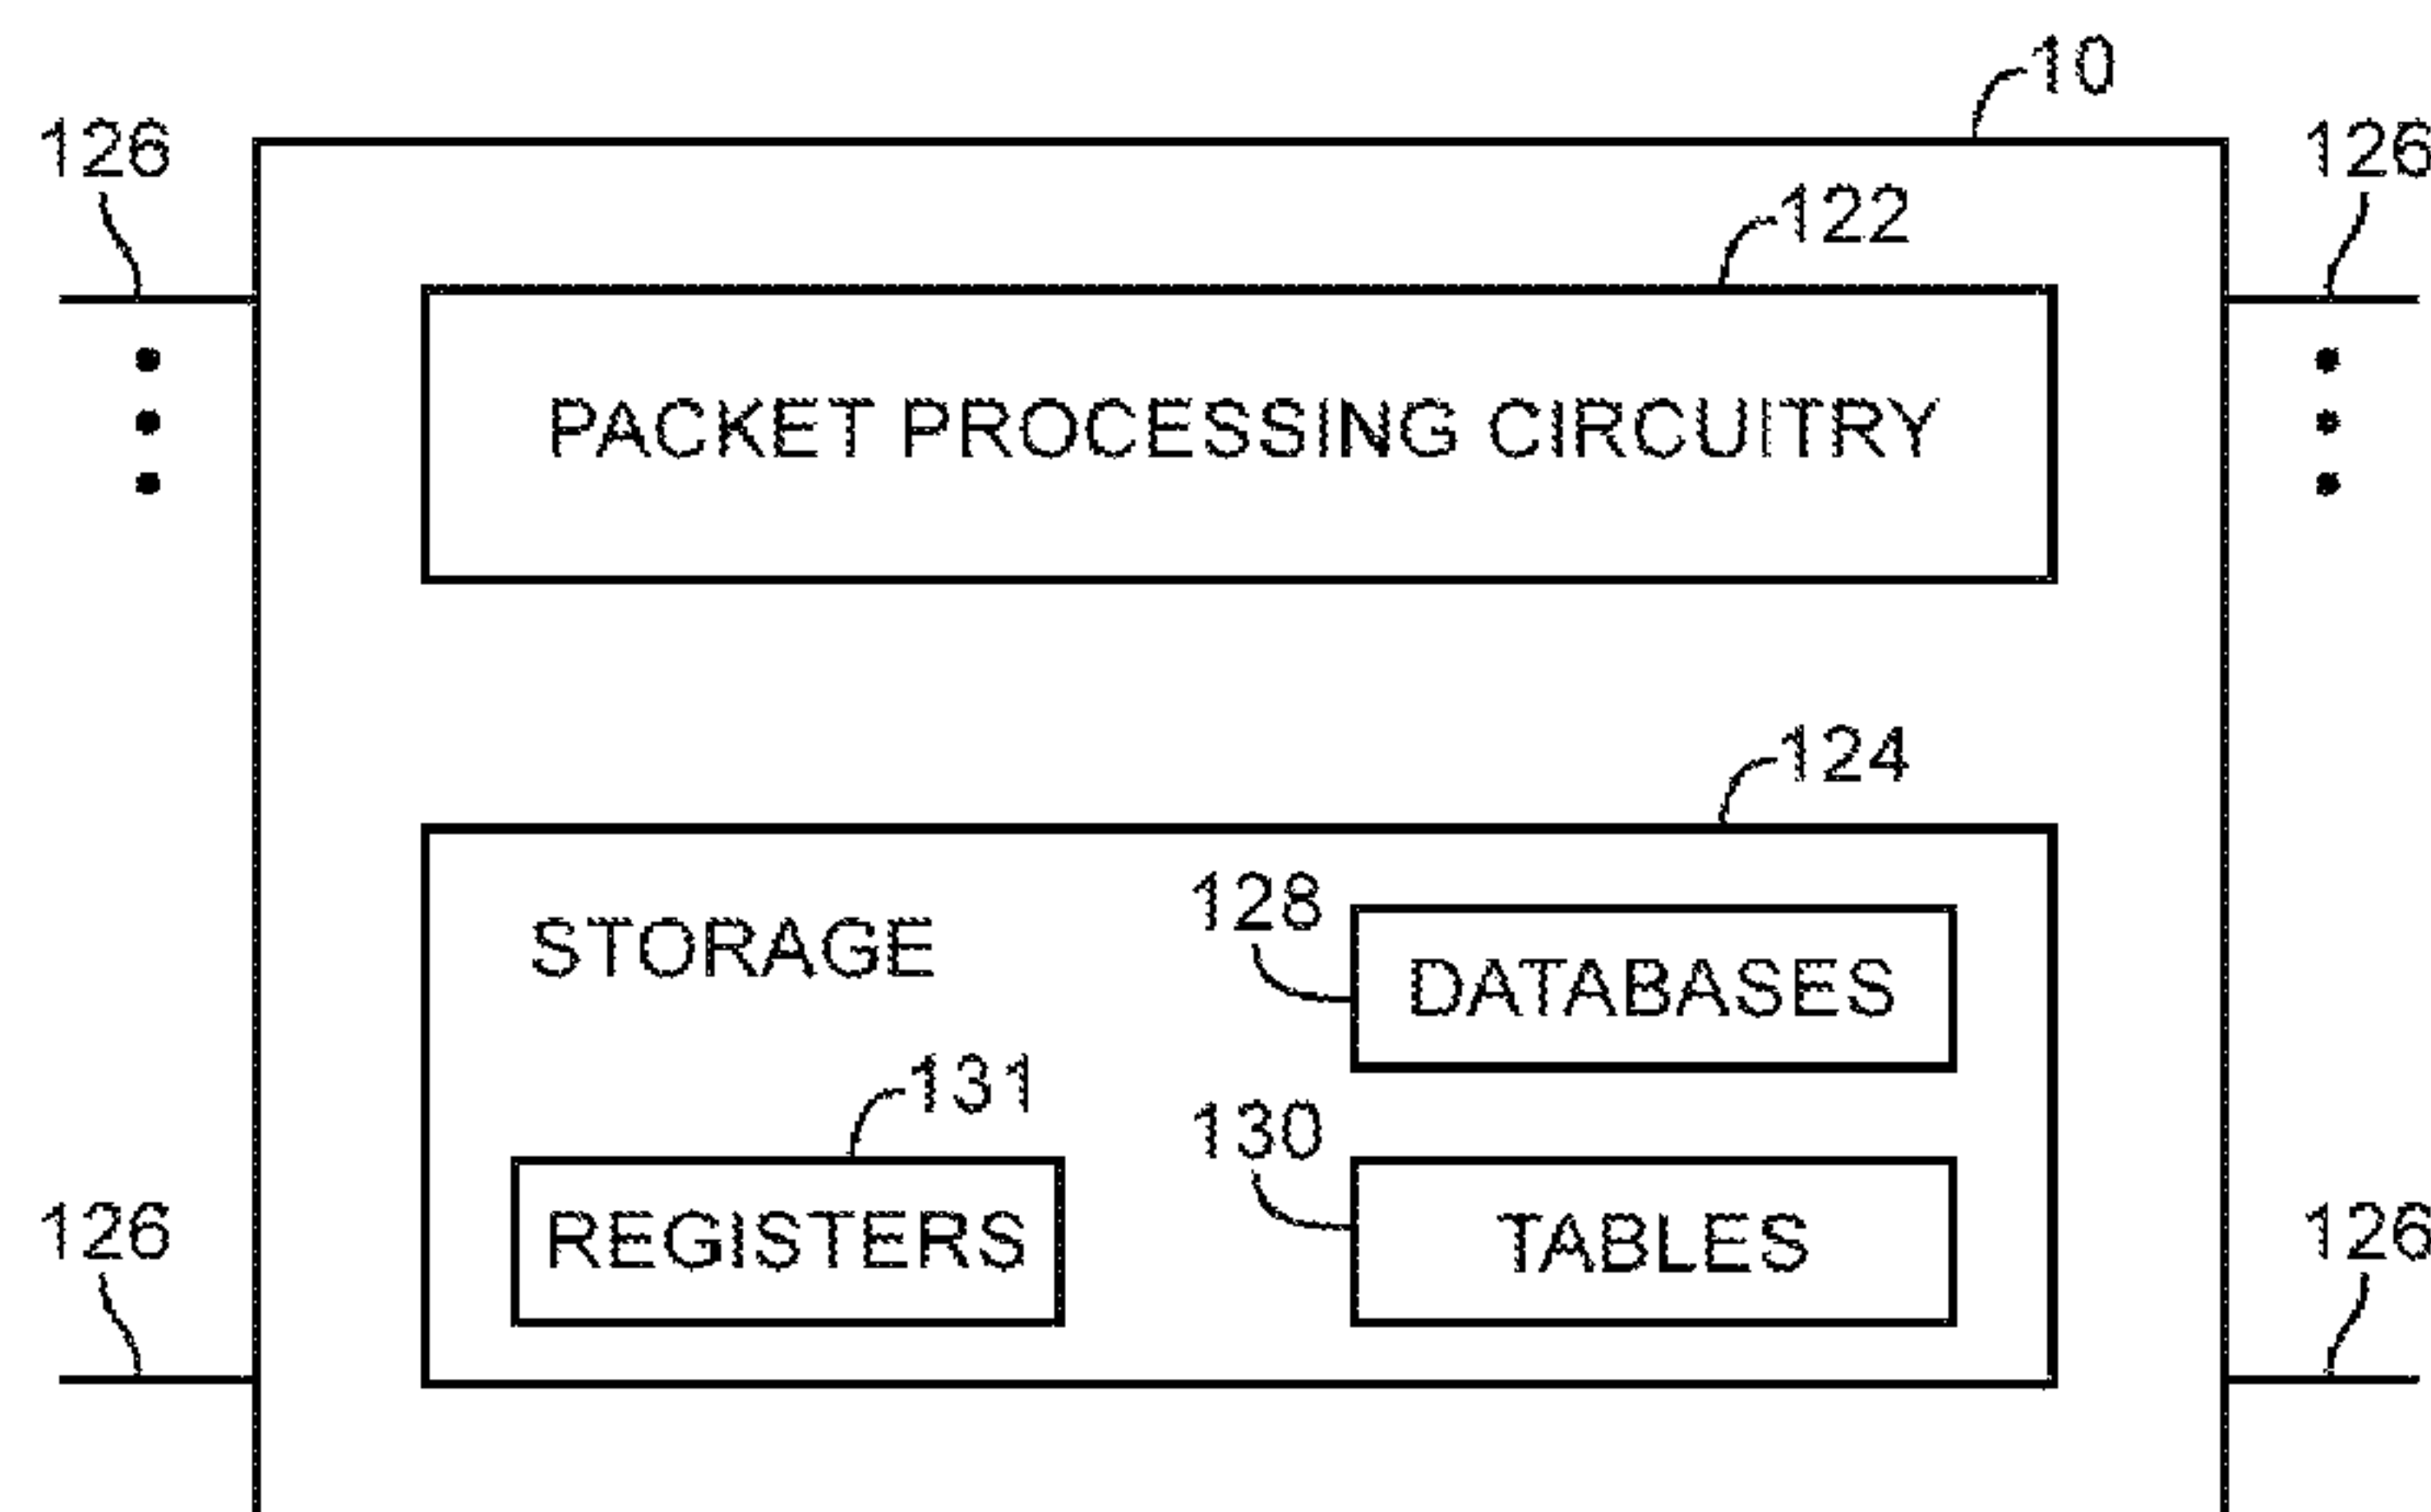 10
126
126
122
PACKET PROCESSING CIRCUITRY
124
128
STORAGE
DATABASES
131
130
REGISTERS
TABLES
126
126